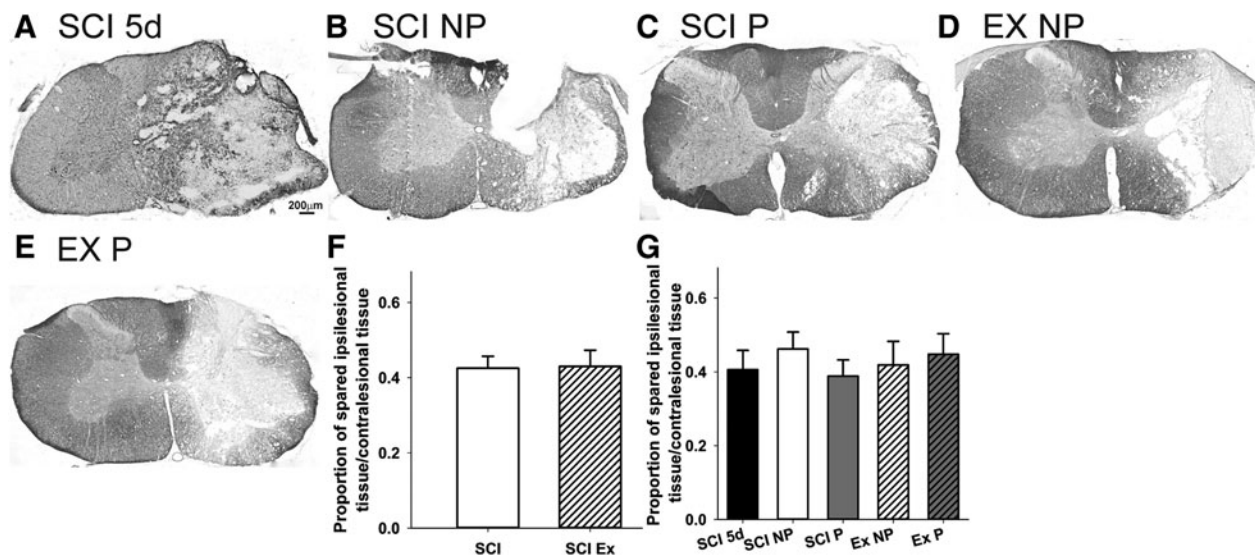 A SCI 5d
B SCI NP
C SCI P
D EX NP
200µm
E EX P
F
G
Proportion of spared ipsilesional
tissue/contralesional tissue
0.6
0.4
0.2
0.0
SCI
SCI Ex
Proportion of spared ipsilesional
tissue/contralesional tissue
0.6
0.4
0.2
0.0
SCI 5d
SCI NP
SCI P
Ex NP
Ex P